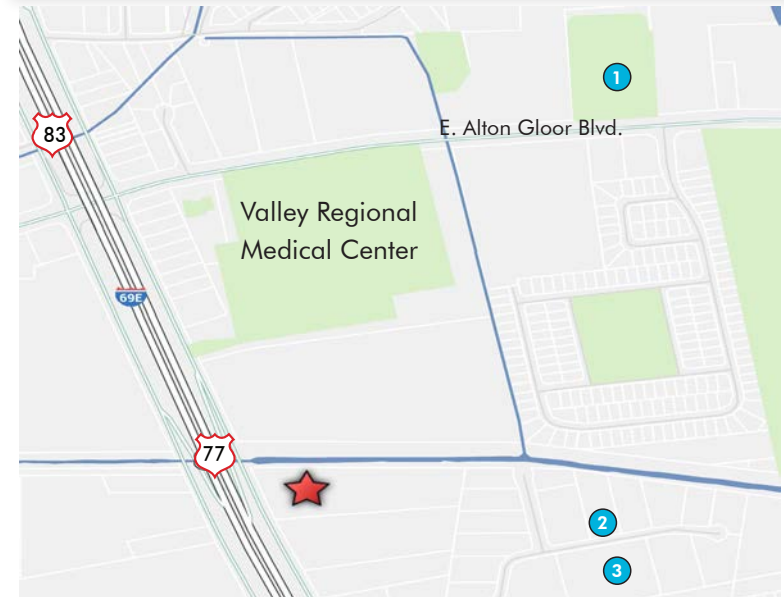 1
83
E. Alton Gloor Blvd.
Valley Regional
Medical Center
69E
77
2
3